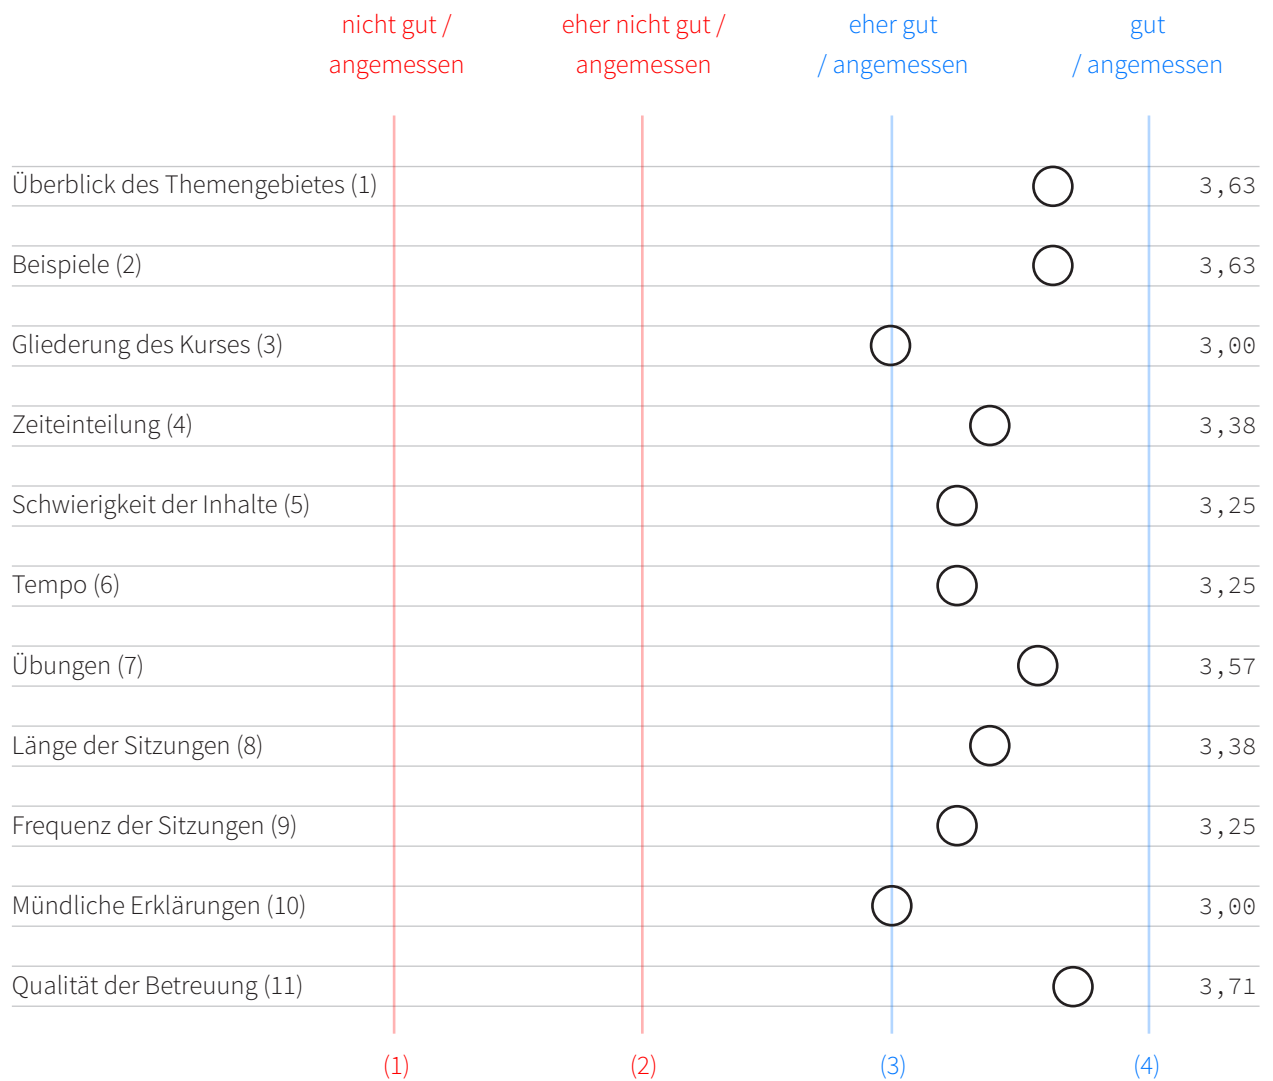 nicht gut /
angemessen
eher nicht gut /
angemessen
eher gut
/ angemessen
gut
/ angemessen
Überblick des Themengebietes (1) 3,63
Beispiele (2) 3,63
Gliederung des Kurses (3) 3,00
Zeiteinteilung (4) 3,38
Schwierigkeit der Inhalte (5) 3,25
Tempo (6) 3,25
Übungen (7) 3,57
Länge der Sitzungen (8) 3,38
Frequenz der Sitzungen (9) 3,25
Mündliche Erklärungen (10) 3,00
Qualität der Betreuung (11) 3,71
(1) (2) (3) (4)